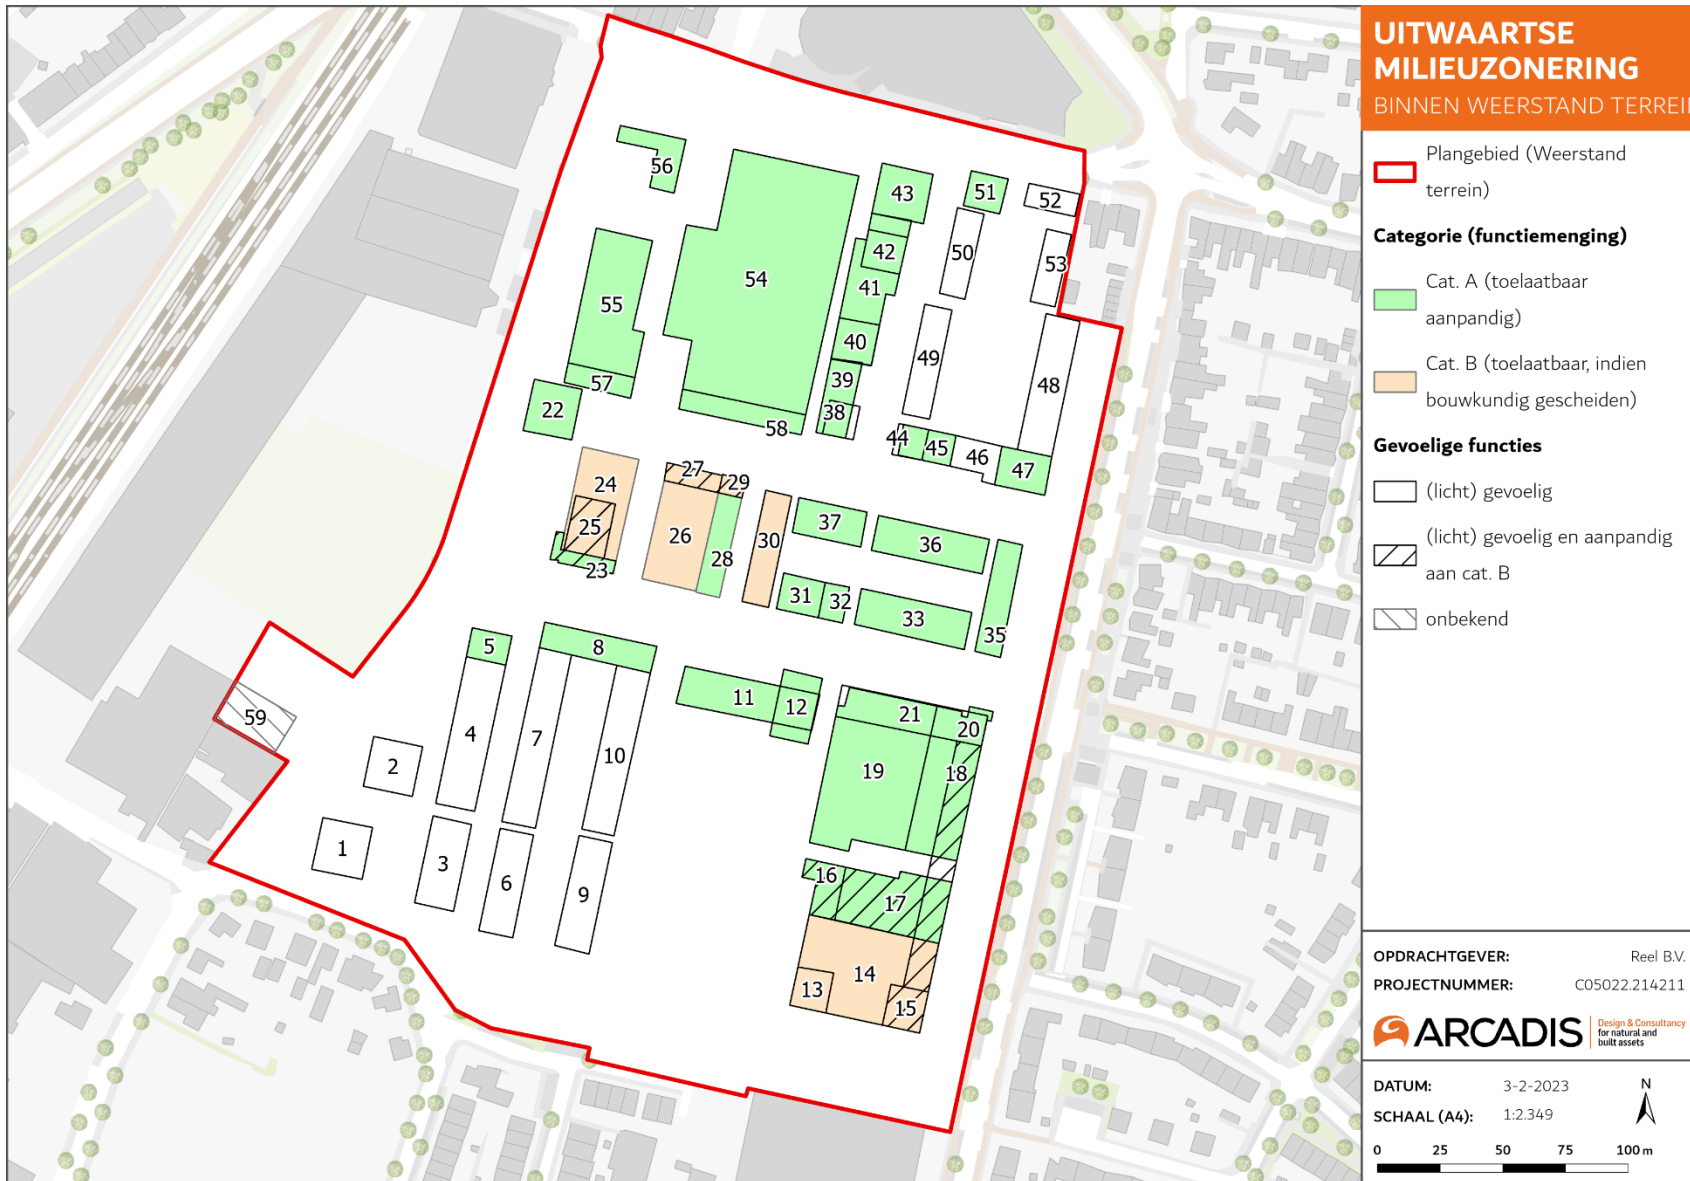 UITWAARTSE
MILIEUZONERING
BINNEN WEERSTAND TERREI
Plangebied (Weerstand
terrein)
Categorie (functiemenging)
Cat. A (toelaatbaar
aanpandig)
Cat. B (toelaatbaar, indien
bouwkundig gescheiden)
Gevoelige functies
(licht) gevoelig
(licht) gevoelig en aanpandig
aan cat. B
onbekend
OPDRACHTGEVER: Reel B.V.
PROJECTNUMMER: C05022.214211
ARCADIS
Design & Consultancy
for natural and
built assets
DATUM: 3-2-2023
SCHAAL (A4): 1:2.349
N
0 25 50 75 100 m
56
43
51
52
50
53
42
54
41
55
40
49
39
48
57
22
38
58
44
45
46
47
24
27
29
25
26
30
37
36
28
23
31
32
33
35
5
8
11
12
21
20
59
4
7
10
2
19
18
1
3
6
9
16
17
14
13
15